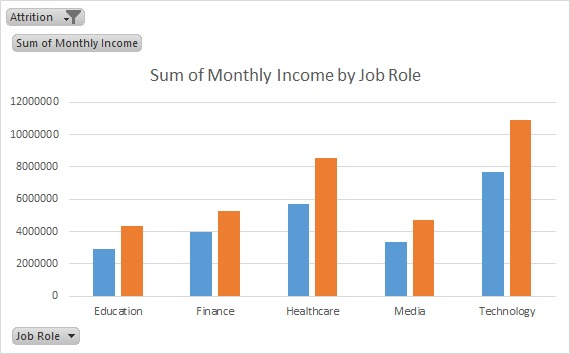 Attrition
Sum of Monthly Income
Sum of Monthly Income by Job Role
12000000
10000000
8000000
6000000
4000000
2000000
0
Education Finance Healthcare Media Technology
Job Role